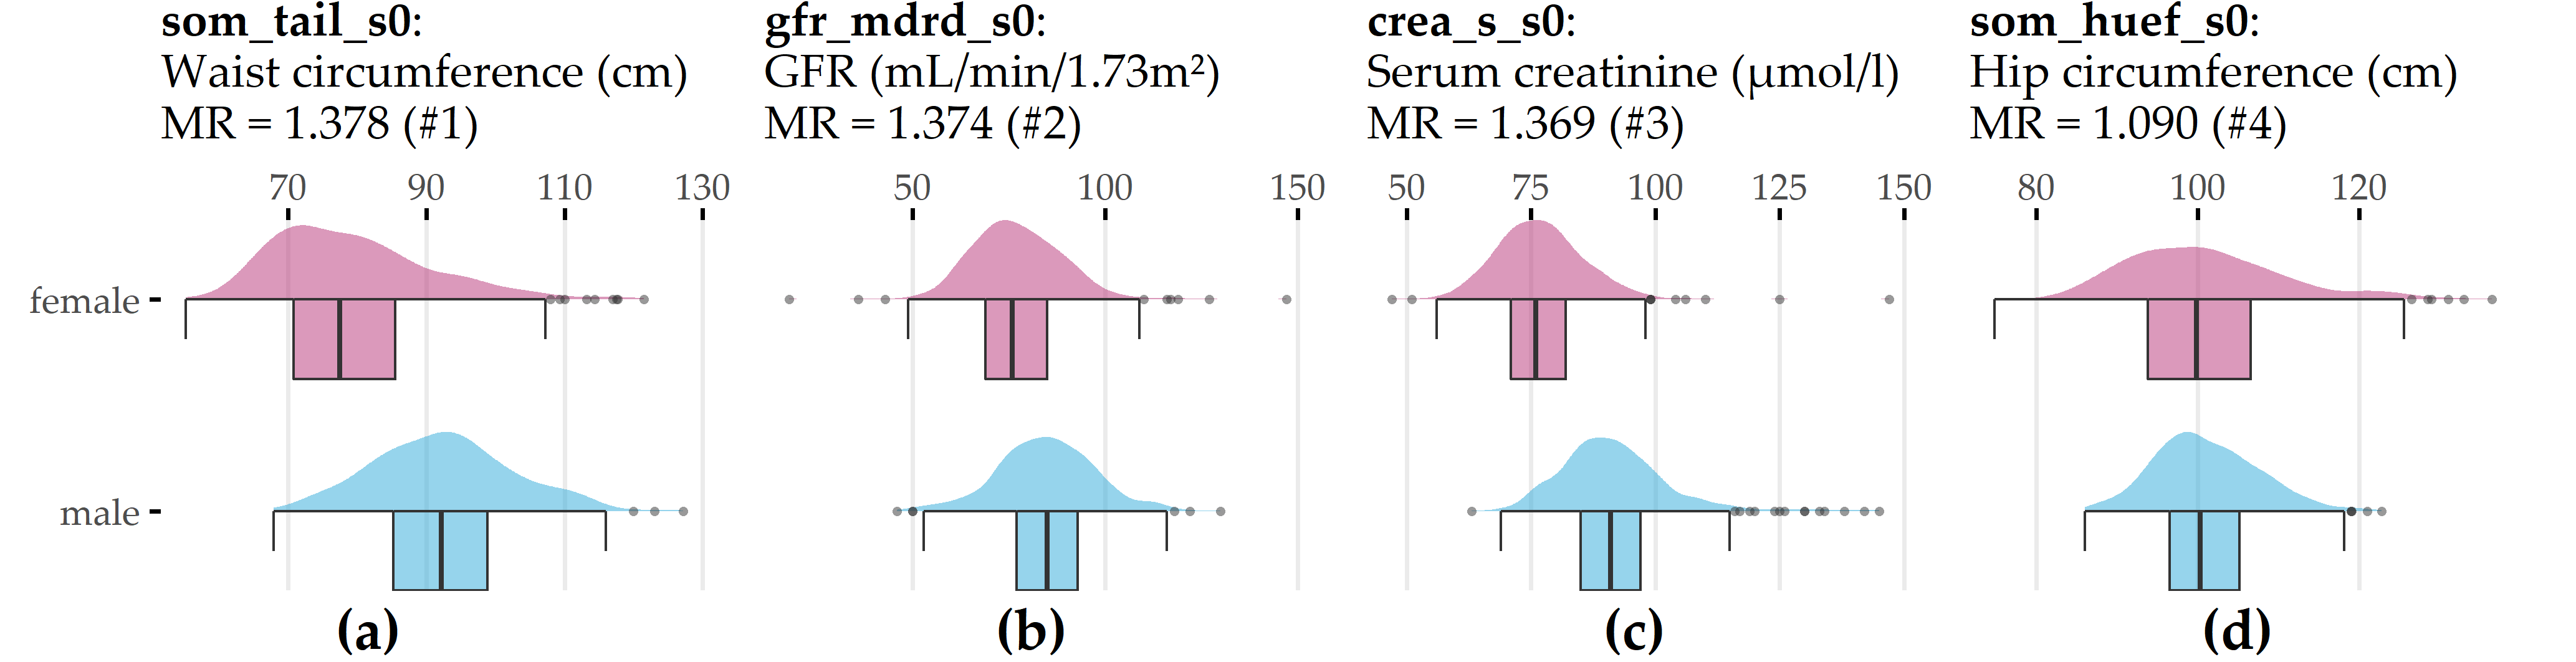 som_tail_s0:
Waist circumference (cm)
MR = 1.378 (#1)
gfr_mdrd_s0:
GFR (mL/min/1.73m²)
MR = 1.374 (#2)
crea_s_s0:
Serum creatinine (µmol/l)
MR = 1.369 (#3)
som_huef_s0:
Hip circumference (cm)
MR = 1.090 (#4)
70 90 110 130
50 100 150
50 75 100 125 150
80 100 120
female
male
(a)
(b)
(c)
(d)